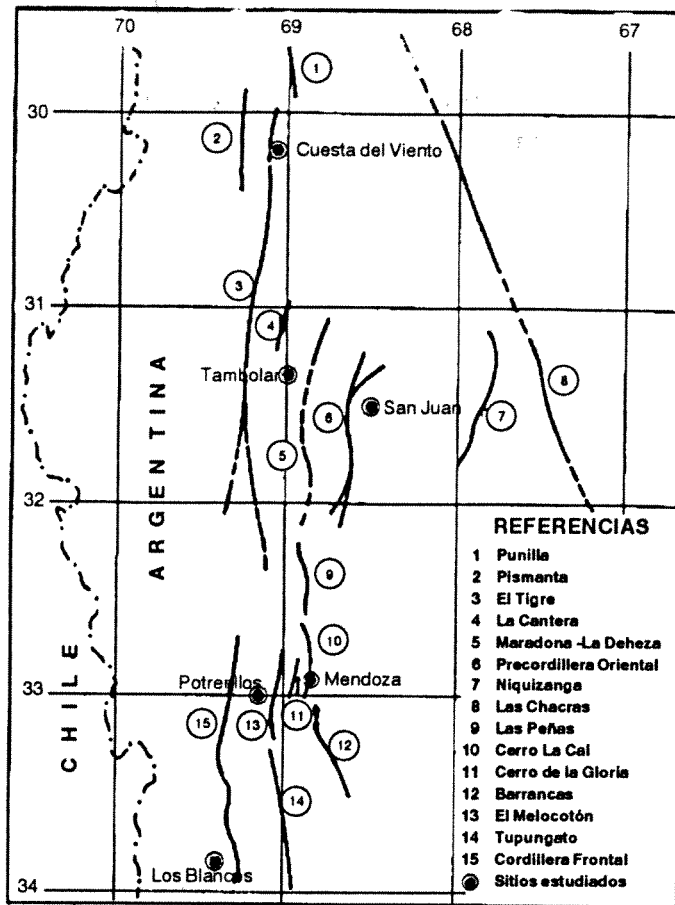 70 69 68 67
1
30
2
Cuesta del Viento
3
31
4
Tambolar
8
6
San Juan
7
5
ARGENTINA
32
REFERENCIAS
1 Punilla
2 Pismanta
3 El Tigre
4 La Cantera
5 Maradona -La Deheza
6 Precordillera Oriental
7 Niquizanga
8 Las Chacras
9 Las Peñas
10 Cerro La Cal
11 Cerro de la Gloria
12 Barrancas
13 El Melocotón
14 Tupungato
15 Cordillera Frontal
Sitios estudiados
9
10
CHILE
33
Potrerillos
Mendoza
15
13
11
12
14
Los Blancos
34